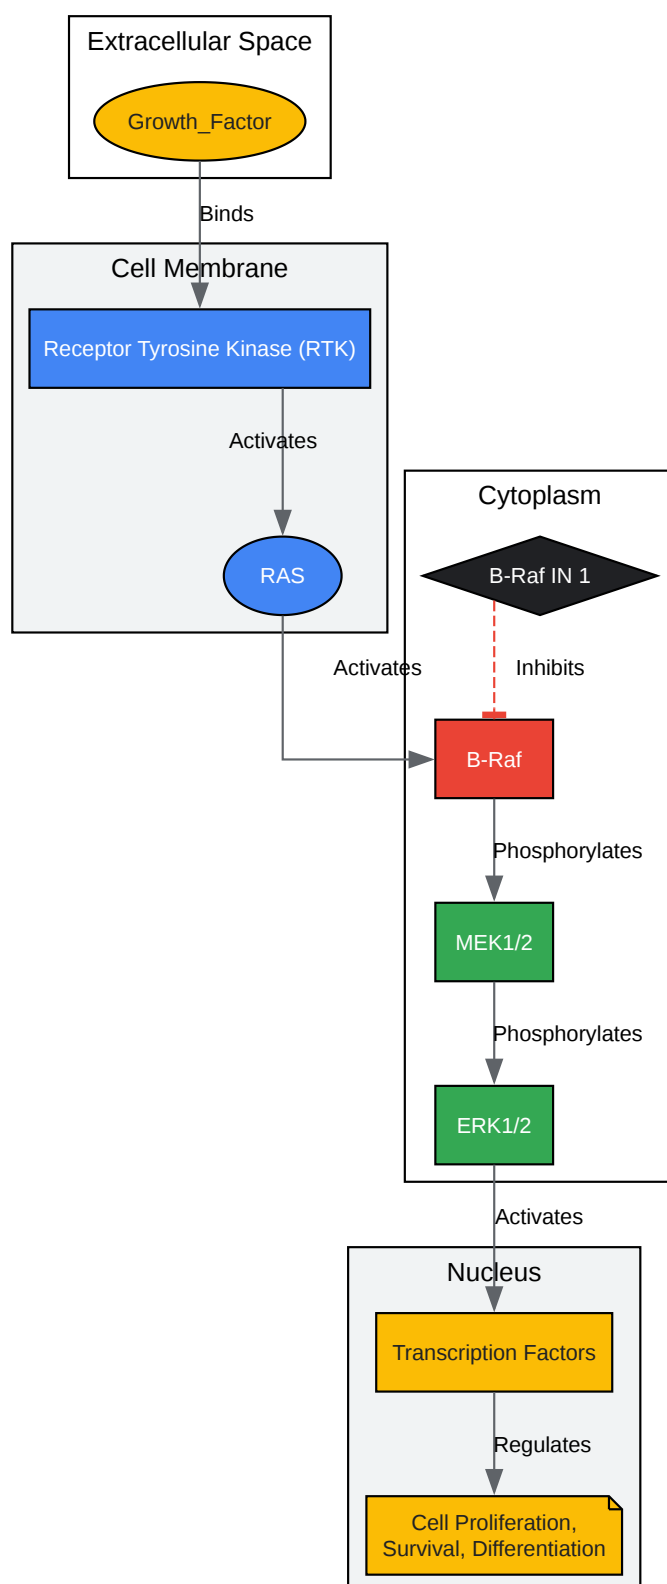 Extracellular Space
Growth_Factor
Binds
Cell Membrane
Receptor Tyrosine Kinase (RTK)
Activates
RAS
Cytoplasm
B-Raf IN 1
Activates
Inhibits
B-Raf
Phosphorylates
MEK1/2
Phosphorylates
ERK1/2
Activates
Nucleus
Transcription Factors
Regulates
Cell Proliferation,
Survival, Differentiation